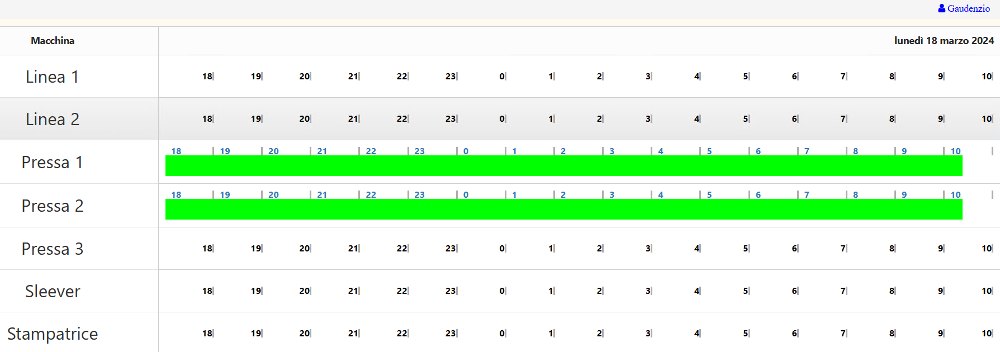 Gaudenzio
Macchina lunedì 18 marzo 2024
Linea 1 18 19 20 21 22 23 0 1 2 3 4 5 6 7 8 9 10
Linea 2 18 19 20 21 22 23 0 1 2 3 4 5 6 7 8 9 10
Pressa 1 18 19 20 21 22 23 0 1 2 3 4 5 6 7 8 9 10
Pressa 2 18 19 20 21 22 23 0 1 2 3 4 5 6 7 8 9 10
Pressa 3 18 19 20 21 22 23 0 1 2 3 4 5 6 7 8 9 10
Sleever 18 19 20 21 22 23 0 1 2 3 4 5 6 7 8 9 10
Stampatrice 18 19 20 21 22 23 0 1 2 3 4 5 6 7 8 9 10